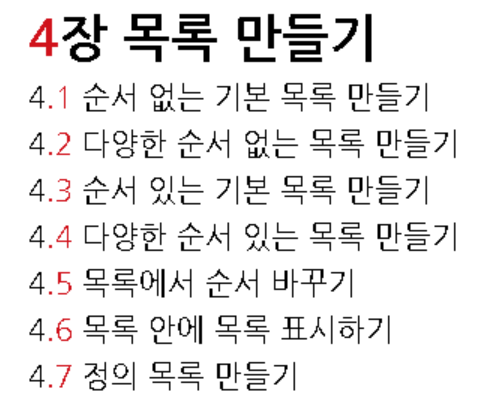 4장 목록 만들기
4.1 순서 없는 기본 목록 만들기
4.2 다양한 순서 없는 목록 만들기
4.3 순서 있는 기본 목록 만들기
4.4 다양한 순서 있는 목록 만들기
4.5 목록에서 순서 바꾸기
4.6 목록 안에 목록 표시하기
4.7 정의 목록 만들기